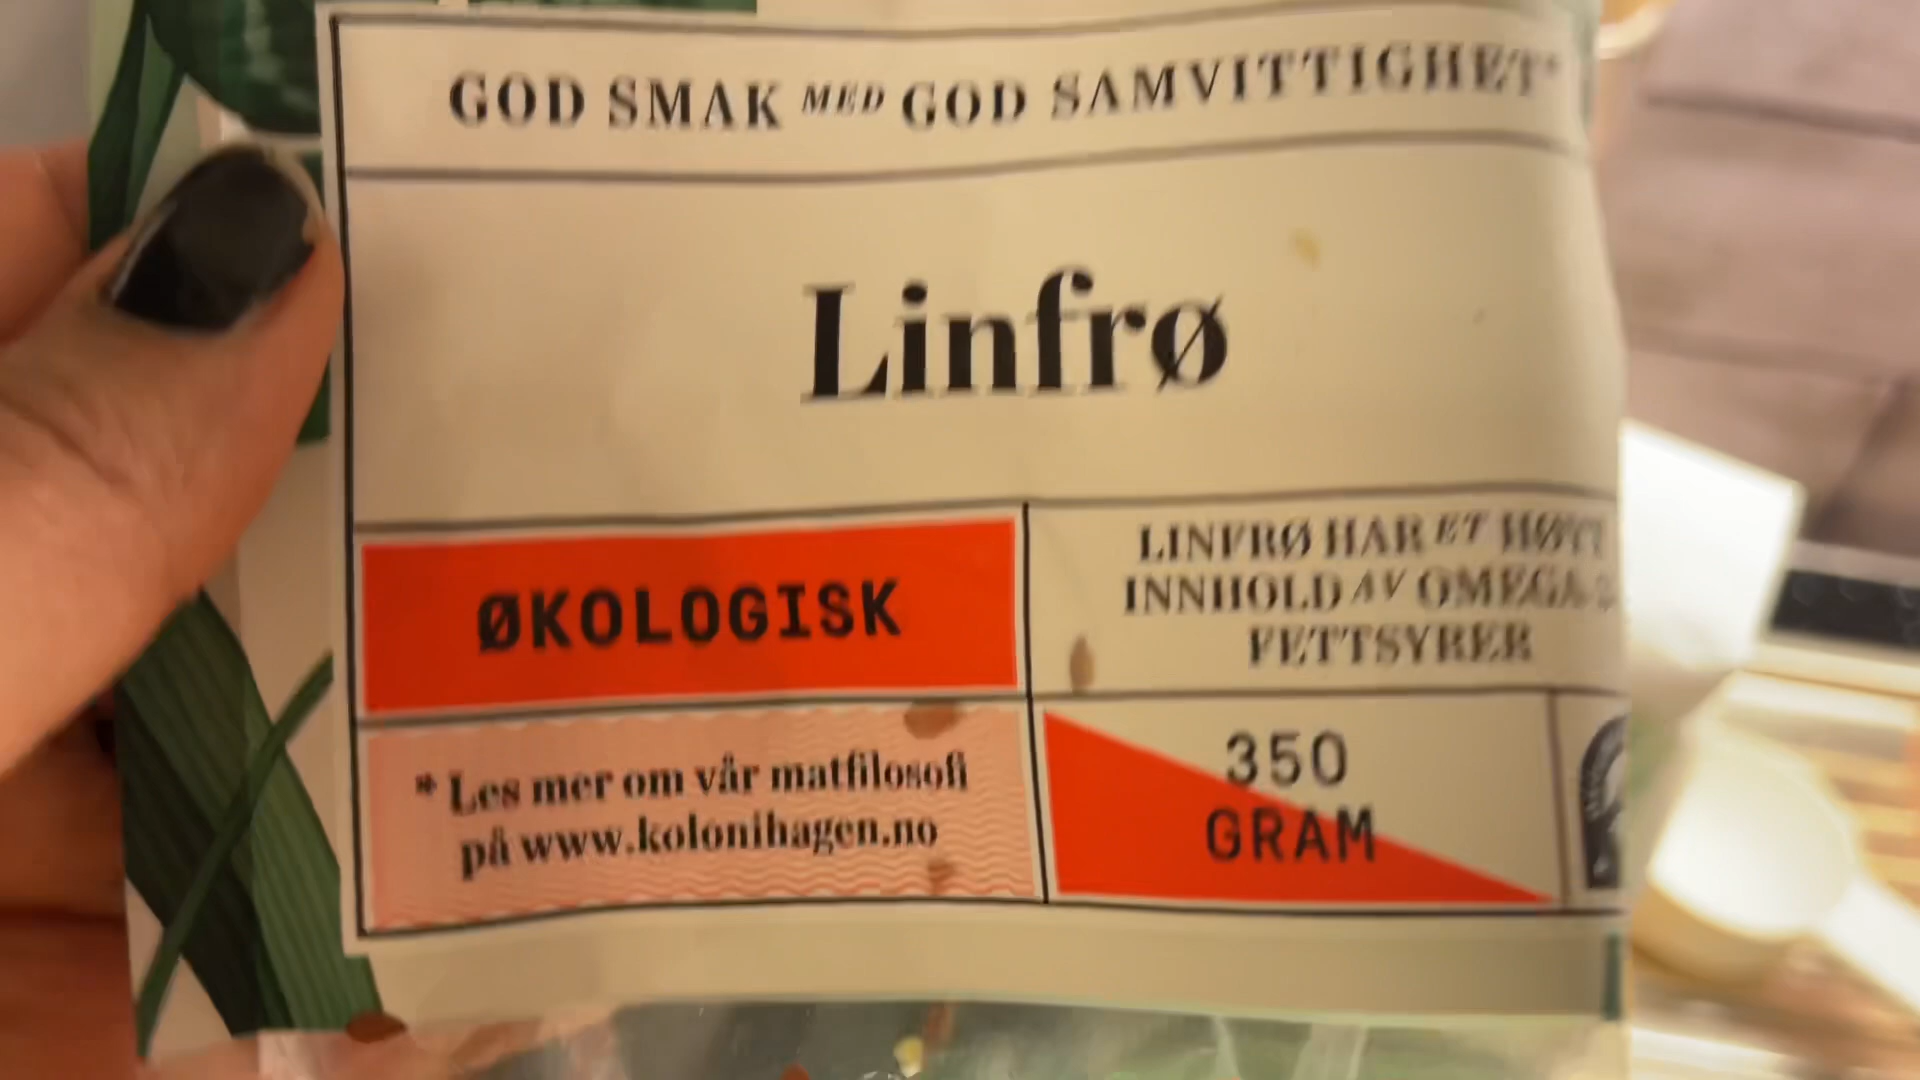 GOD SMAK MED GOD SAMVITTIGHET*
Linfrø
ØKOLOGISK
LINFRØ HAR ET HØYT
INNHOLD AV OMEGA-3
FETTSYRER
* Les mer om vår matfilosofi
på www.kolonihagen.no
350
GRAM